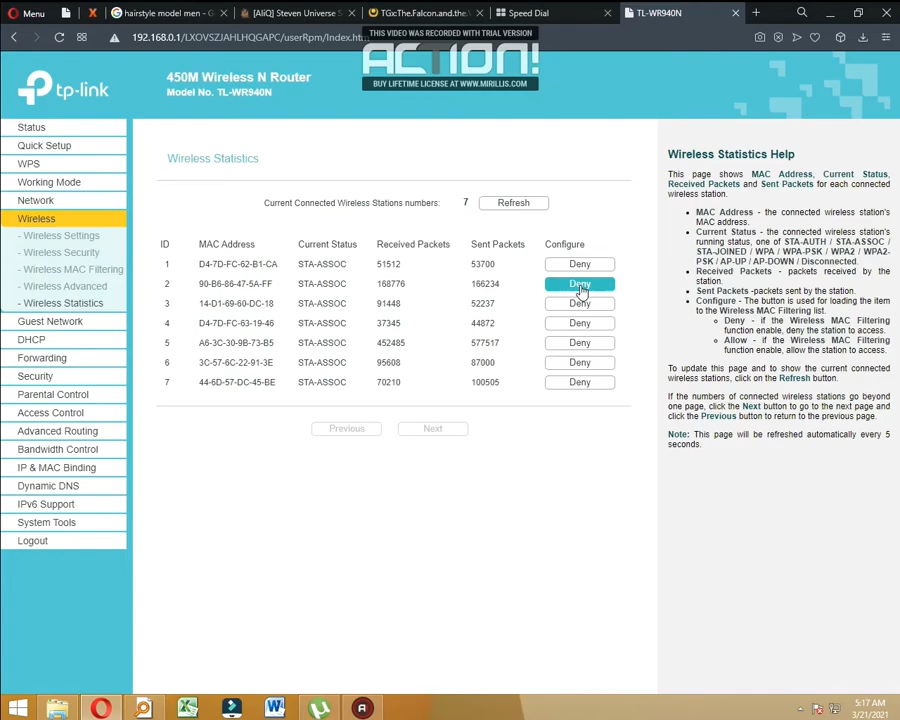 Menu
hairstyle model men - G
[AliQ] Steven Universe S
TGx:The.Falcon.and.the.
Speed Dial
TL-WR940N
192.168.0.1/LXOVSZJAHLHQGAPC/userRpm/Index.htm
THIS VIDEO WAS RECORDED WITH TRIAL VERSION
ACTION!
BUY LIFETIME LICENSE AT WWW.MIRILLIS.COM
tp-link
450M Wireless N Router
Model No. TL-WR940N
Status
Quick Setup
WPS
Working Mode
Network
Wireless
- Wireless Settings
- Wireless Security
- Wireless MAC Filtering
- Wireless Advanced
- Wireless Statistics
Guest Network
DHCP
Forwarding
Security
Parental Control
Access Control
Advanced Routing
Bandwidth Control
IP & MAC Binding
Dynamic DNS
IPv6 Support
System Tools
Logout
Wireless Statistics
Current Connected Wireless Stations numbers: 7 Refresh
ID MAC Address Current Status Received Packets Sent Packets Configure
1 D4-7D-FC-62-B1-CA STA-ASSOC 51512 53700 Deny
2 90-B6-86-47-5A-FF STA-ASSOC 168776 166234 Deny
3 14-D1-69-60-DC-18 STA-ASSOC 91448 52237 Deny
4 D4-7D-FC-63-19-46 STA-ASSOC 37345 44872 Deny
5 A6-3C-30-9B-73-B5 STA-ASSOC 452485 577517 Deny
6 3C-57-6C-22-91-3E STA-ASSOC 95608 87000 Deny
7 44-6D-57-DC-45-BE STA-ASSOC 70210 100505 Deny
Previous Next
Wireless Statistics Help
This page shows MAC Address, Current Status,
Received Packets and Sent Packets for each connected
wireless station.
MAC Address - the connected wireless station's
MAC address.
Current Status - the connected wireless station's
running status, one of STA-AUTH / STA-ASSOC /
STA-JOINED / WPA / WPA-PSK / WPA2 / WPA2-
PSK / AP-UP / AP-DOWN / Disconnected.
Received Packets - packets received by the
station.
Sent Packets -packets sent by the station.
Configure - The button is used for loading the item
to the Wireless MAC Filtering list.
Deny - if the Wireless MAC Filtering
function enable, deny the station to access.
Allow - if the Wireless MAC Filtering
function enable, allow the station to access.
To update this page and to show the current connected
wireless stations, click on the Refresh button.
If the numbers of connected wireless stations go beyond
one page, click the Next button to go to the next page and
click the Previous button to return to the previous page.
Note: This page will be refreshed automatically every 5
seconds.
5:17 AM
3/21/2021